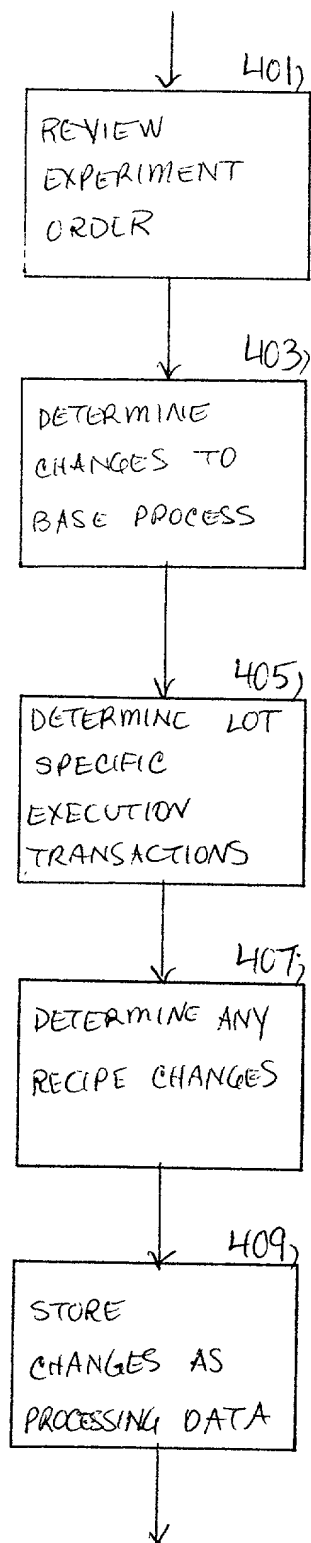 401
REVIEW
EXPERIMENT
ORDER
403
DETERMINE
CHANGES TO
BASE PROCESS
405
DETERMINE LOT
SPECIFIC
EXECUTION
TRANSACTIONS
407
DETERMINE ANY
RECIPE CHANGES
409
STORE
CHANGES AS
PROCESSING DATA